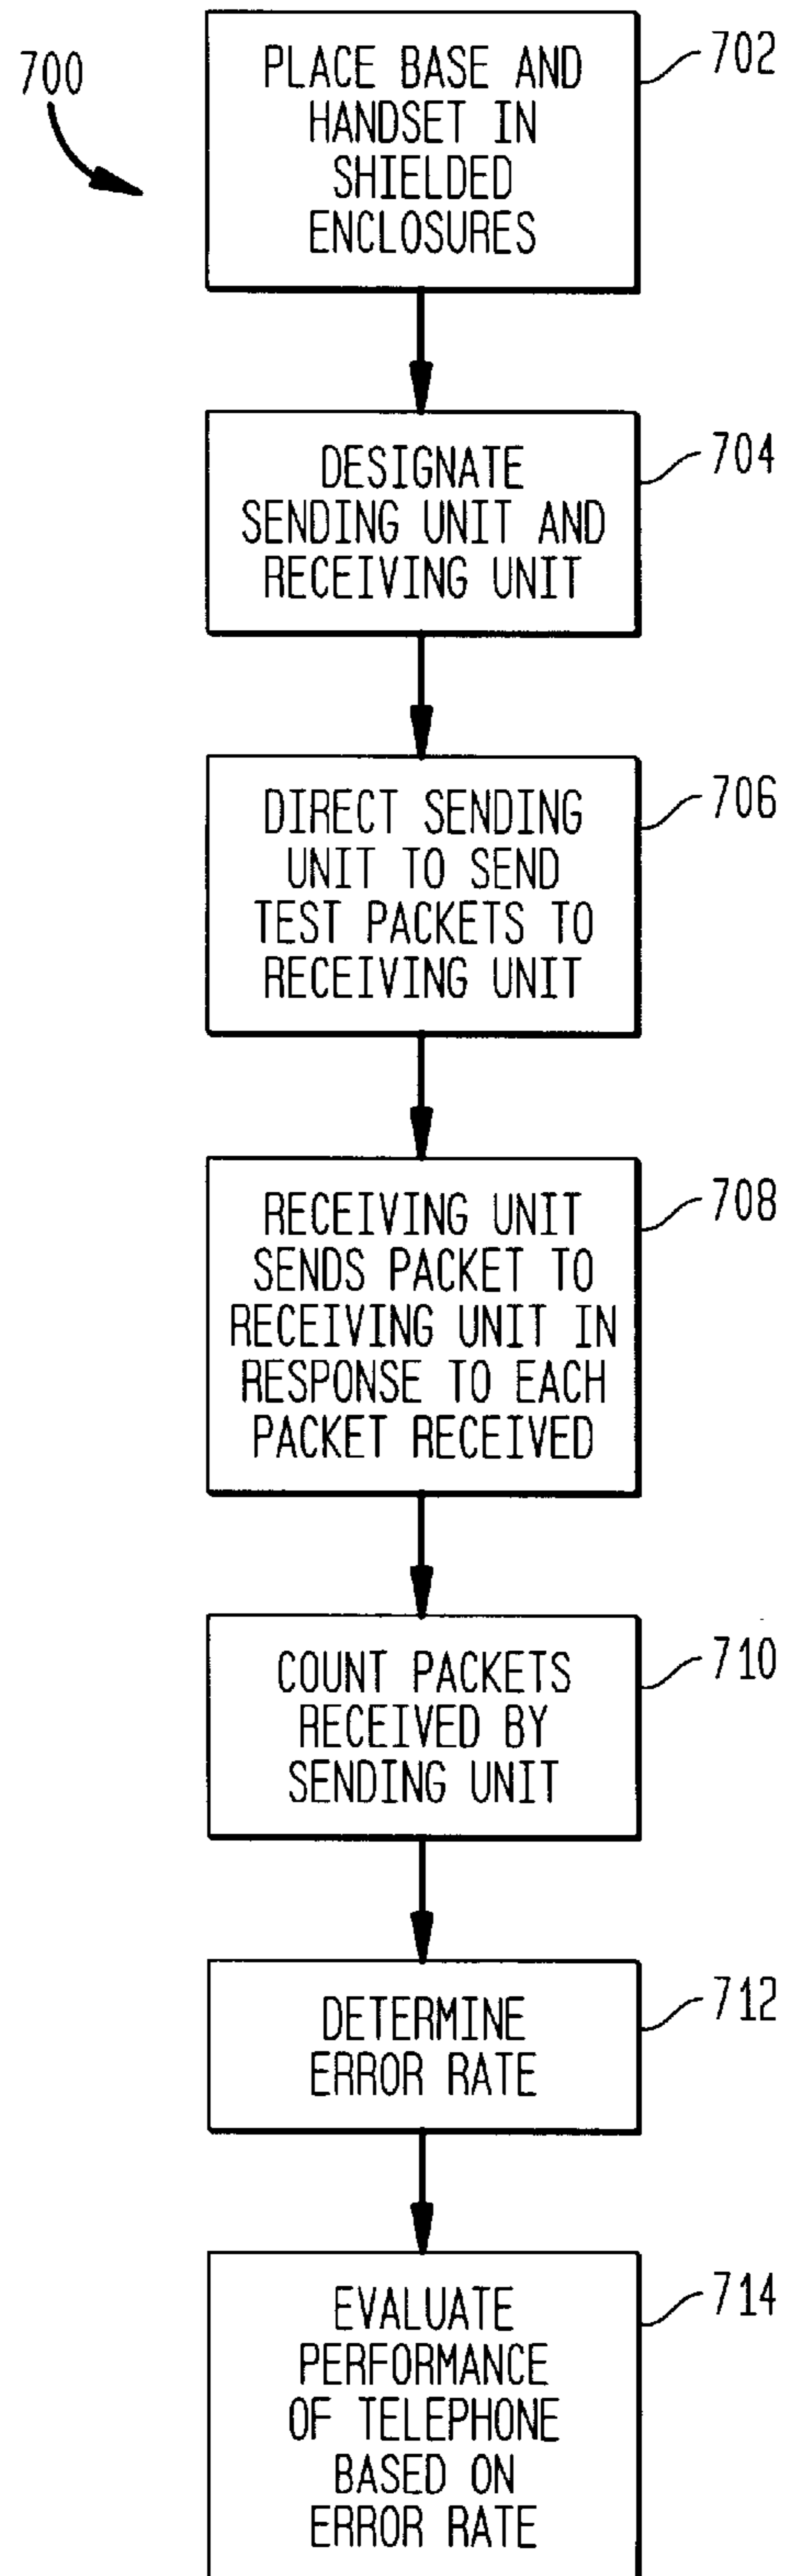 700
PLACE BASE AND
HANDSET IN
SHIELDED
ENCLOSURES
702
DESIGNATE
SENDING UNIT AND
RECEIVING UNIT
704
DIRECT SENDING
UNIT TO SEND
TEST PACKETS TO
RECEIVING UNIT
706
RECEIVING UNIT
SENDS PACKET TO
RECEIVING UNIT IN
RESPONSE TO EACH
PACKET RECEIVED
708
COUNT PACKETS
RECEIVED BY
SENDING UNIT
710
DETERMINE
ERROR RATE
712
EVALUATE
PERFORMANCE
OF TELEPHONE
BASED ON
ERROR RATE
714